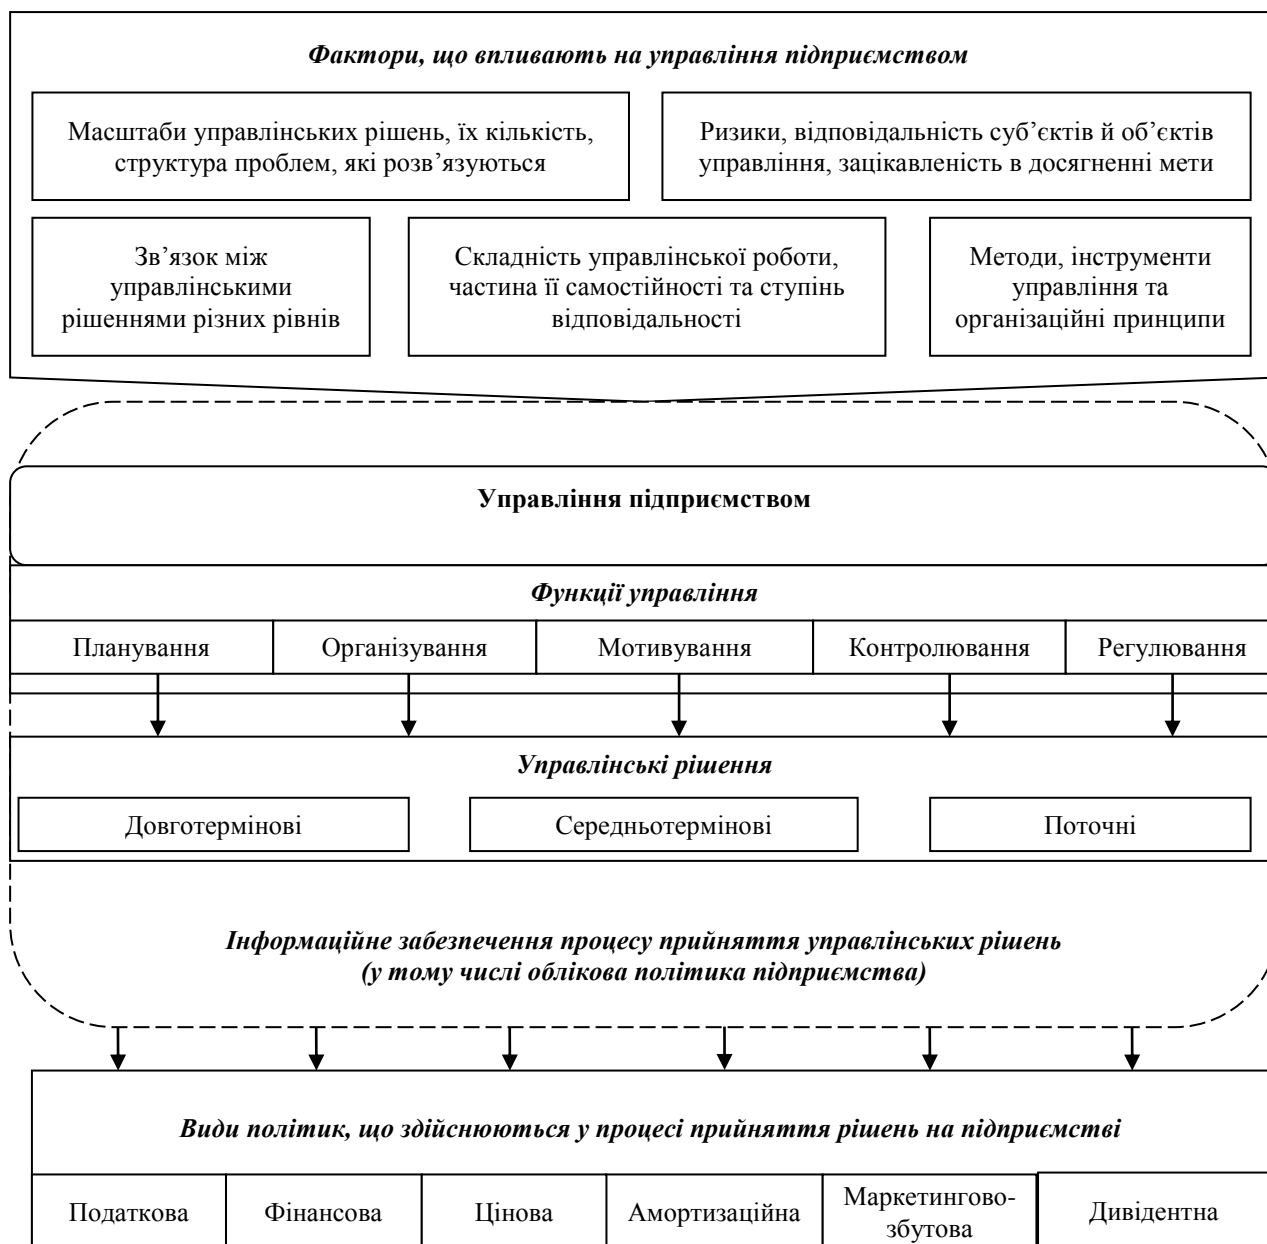 Фактори, що впливають на управління підприємством
Масштаби управлінських рішень, їх кількість,
структура проблем, які розв’язуються
Ризики, відповідальність суб’єктів й об’єктів
управління, зацікавленість в досягненні мети
Зв’язок між
управлінськими
рішеннями різних рівнів
Складність управлінської роботи,
частина її самостійності та ступінь
відповідальності
Методи, інструменти
управління та
організаційні принципи
Управління підприємством
Функції управління
Планування
Організування
Мотивування
Контролювання
Регулювання
Управлінські рішення
Довготермінові
Середньотермінові
Поточні
Інформаційне забезпечення процесу прийняття управлінських рішень
(у тому числі облікова політика підприємства)
Види політик, що здійснюються у процесі прийняття рішень на підприємстві
Податкова
Фінансова
Цінова
Амортизаційна
Маркетингово-
збутова
Дивідентна